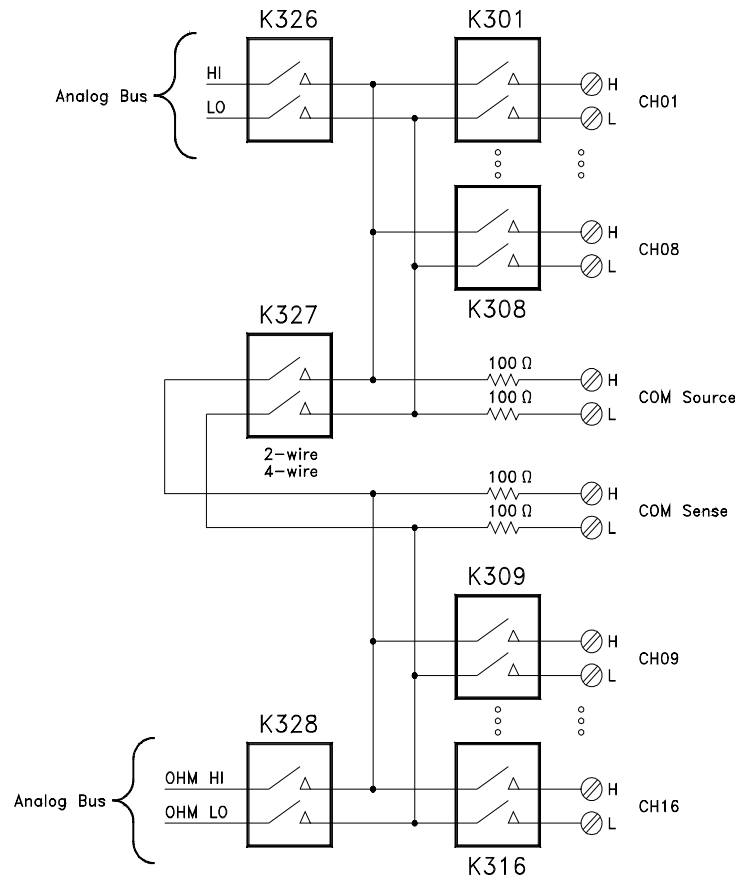 K326
K301
HI
Analog Bus
LO
H
CH01
L
H
CH08
L
K308
K327
100 Ω
H
100 Ω
COM Source
L
2-wire
4-wire
100 Ω
H
100 Ω
COM Sense
L
K309
H
CH09
L
K328
OHM HI
Analog Bus
OHM LO
H
CH16
L
K316